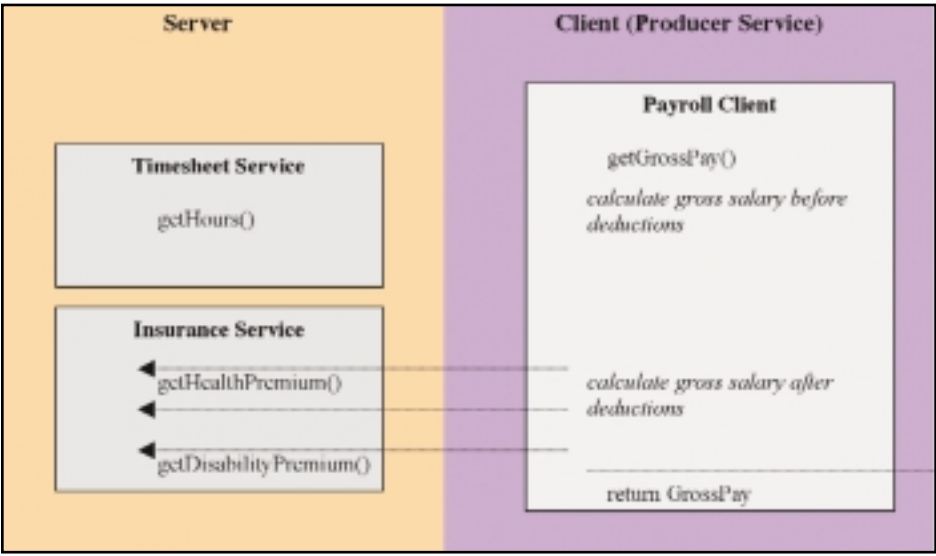 Server
Client (Producer Service)
Timesheet Service
getHours()
Insurance Service
getHealthPremium()
getDisabilityPremium()
Payroll Client
getGrossPay()
calculate gross salary before
deductions
calculate gross salary after
deductions
return GrossPay